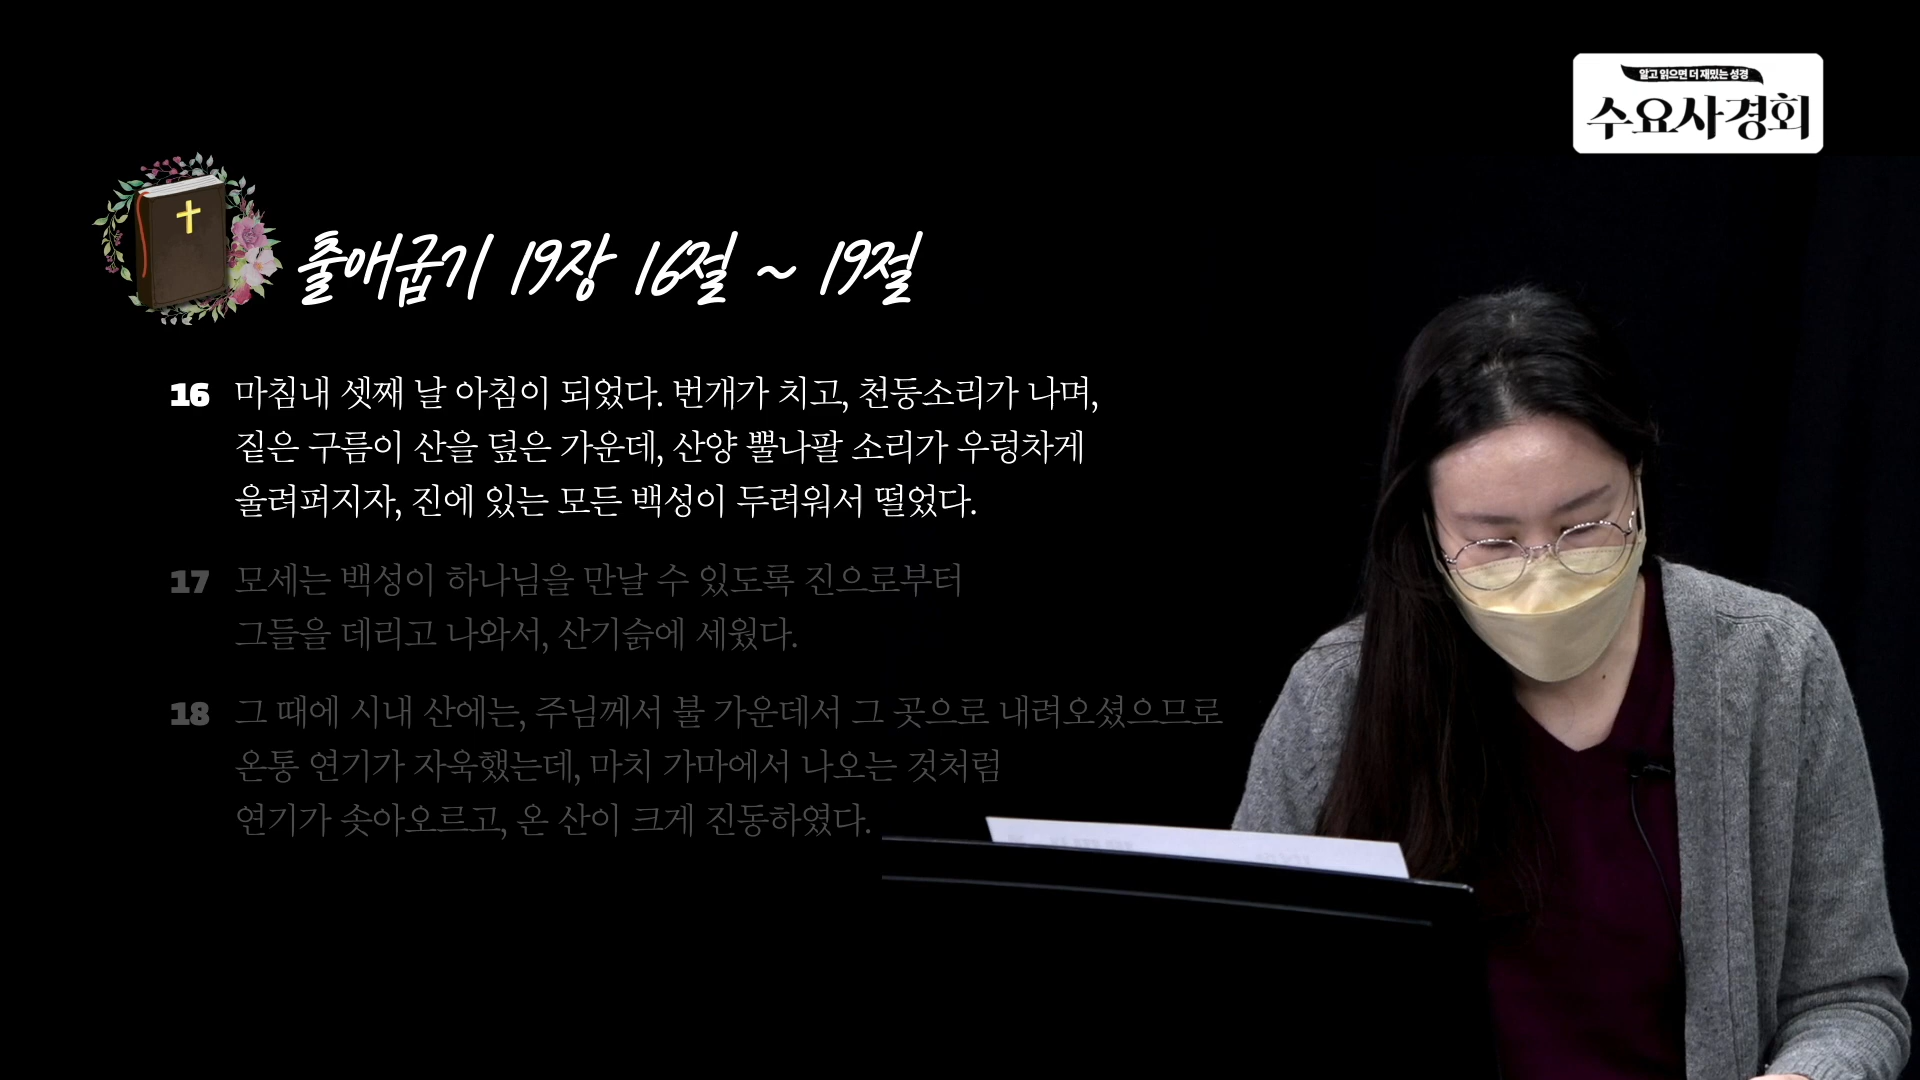 알고 읽으면 더 재밌는 성경
수요사경회
출애굽기 19장 16절 ~ 19절
16 마침내 셋째 날 아침이 되었다. 번개가 치고, 천둥소리가 나며,
짙은 구름이 산을 덮은 가운데, 산양 뿔나팔 소리가 우렁차게
울려퍼지자, 진에 있는 모든 백성이 두려워서 떨었다.
17 모세는 백성이 하나님을 만날 수 있도록 진으로부터
그들을 데리고 나와서, 산기슭에 세웠다.
18 그 때에 시내 산에는, 주님께서 불 가운데서 그 곳으로 내려오셨으므로
온통 연기가 자욱했는데, 마치 가마에서 나오는 것처럼
연기가 솟아오르고, 온 산이 크게 진동하였다.